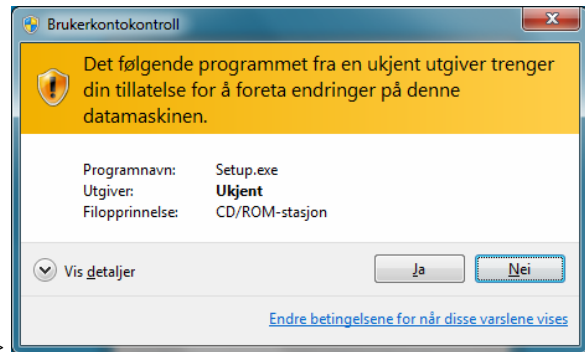 Brukerkontokontroll
Det følgende programmet fra en ukjent utgiver trenger
din tillatelse for å foreta endringer på denne
datamaskinen.
Programnavn: Setup.exe
Utgiver: Ukjent
Filopprinnelse: CD/ROM-stasjon
Vis detaljer Ja Nei
Endre betingelsene for når disse varslene vises